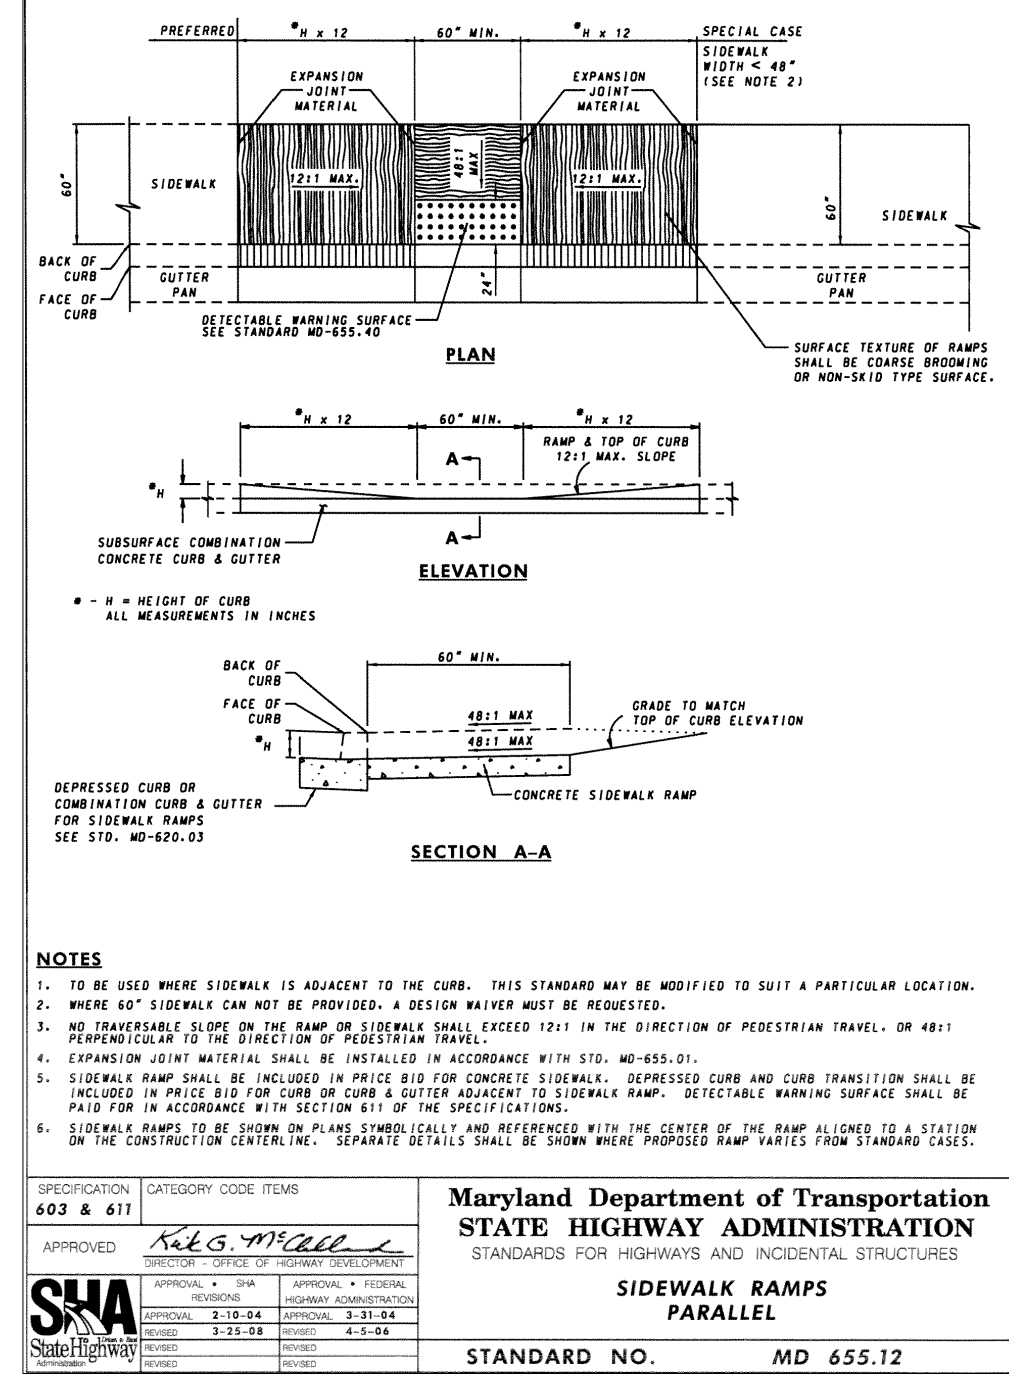 PREFERRED
* H x 12
60" MIN.
* H x 12
SPECIAL CASE
SIDEWALK
WIDTH < 48"
(SEE NOTE 2)
EXPANSION
JOINT
MATERIAL
EXPANSION
JOINT
MATERIAL
60"
SIDEWALK
12:1 MAX.
48:1
MAX
12:1 MAX.
60"
SIDEWALK
BACK OF
CURB
FACE OF
CURB
GUTTER
PAN
24"
GUTTER
PAN
DETECTABLE WARNING SURFACE
SEE STANDARD MD-655.40
SURFACE TEXTURE OF RAMPS
SHALL BE COARSE BROOMING
OR NON-SKID TYPE SURFACE.
PLAN
* H x 12
60" MIN.
* H x 12
RAMP & TOP OF CURB
12:1 MAX. SLOPE
A
* H
A
SUBSURFACE COMBINATION
CONCRETE CURB & GUTTER
ELEVATION
* - H = HEIGHT OF CURB
ALL MEASUREMENTS IN INCHES
60" MIN.
BACK OF
CURB
FACE OF
CURB
* H
48:1 MAX
48:1 MAX
GRADE TO MATCH
TOP OF CURB ELEVATION
DEPRESSED CURB OR
COMBINATION CURB & GUTTER
FOR SIDEWALK RAMPS
SEE STD. MD-620.03
CONCRETE SIDEWALK RAMP
SECTION A-A
NOTES
1. TO BE USED WHERE SIDEWALK IS ADJACENT TO THE CURB. THIS STANDARD MAY BE MODIFIED TO SUIT A PARTICULAR LOCATION.
2. WHERE 60" SIDEWALK CAN NOT BE PROVIDED, A DESIGN WAIVER MUST BE REQUESTED.
3. NO TRAVERSABLE SLOPE ON THE RAMP OR SIDEWALK SHALL EXCEED 12:1 IN THE DIRECTION OF PEDESTRIAN TRAVEL, OR 48:1
PERPENDICULAR TO THE DIRECTION OF PEDESTRIAN TRAVEL.
4. EXPANSION JOINT MATERIAL SHALL BE INSTALLED IN ACCORDANCE WITH STD. MD-655.01.
5. SIDEWALK RAMP SHALL BE INCLUDED IN PRICE BID FOR CONCRETE SIDEWALK. DEPRESSED CURB AND CURB TRANSITION SHALL BE
INCLUDED IN PRICE BID FOR CURB OR CURB & GUTTER ADJACENT TO SIDEWALK RAMP. DETECTABLE WARNING SURFACE SHALL BE
PAID FOR IN ACCORDANCE WITH SECTION 611 OF THE SPECIFICATIONS.
6. SIDEWALK RAMPS TO BE SHOWN ON PLANS SYMBOLICALLY AND REFERENCED WITH THE CENTER OF THE RAMP ALIGNED TO A STATION
ON THE CONSTRUCTION CENTERLINE. SEPARATE DETAILS SHALL BE SHOWN WHERE PROPOSED RAMP VARIES FROM STANDARD CASES.
SPECIFICATION
603 & 611
CATEGORY CODE ITEMS
APPROVED
Kirk G. McClelland
DIRECTOR - OFFICE OF HIGHWAY DEVELOPMENT
SHA
Driven to Excel
StateHighway
Administration
APPROVAL • SHA
REVISIONS
APPROVAL • FEDERAL
HIGHWAY ADMINISTRATION
APPROVAL 2-10-04
APPROVAL 3-31-04
REVISED 3-25-08
REVISED 4-5-06
REVISED
REVISED
REVISED
REVISED
Maryland Department of Transportation
STATE HIGHWAY ADMINISTRATION
STANDARDS FOR HIGHWAYS AND INCIDENTAL STRUCTURES
SIDEWALK RAMPS
PARALLEL
STANDARD NO. MD 655.12